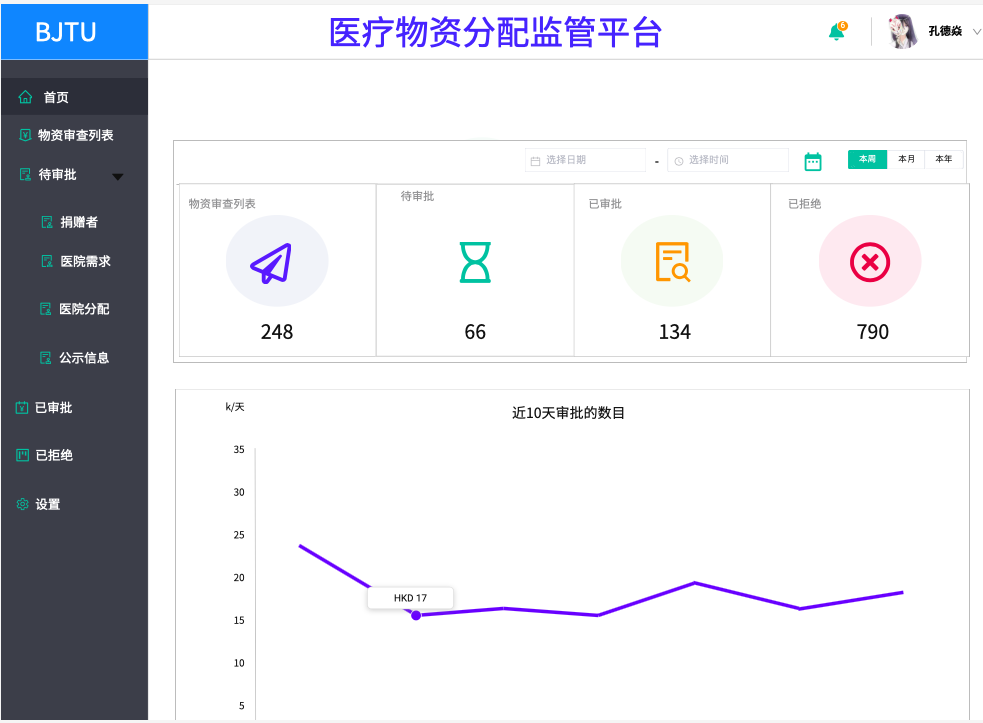 BJTU
医疗物资分配监管平台
6
孔德焱
首页
物资审查列表
待审批
捐赠者
医院需求
医院分配
公示信息
已审批
已拒绝
设置
选择日期
-
选择时间
本周
本月
本年
物资审查列表
248
待审批
66
已审批
134
已拒绝
790
k/天
近10天审批的数目
35
30
25
20
15
10
5
HKD 17